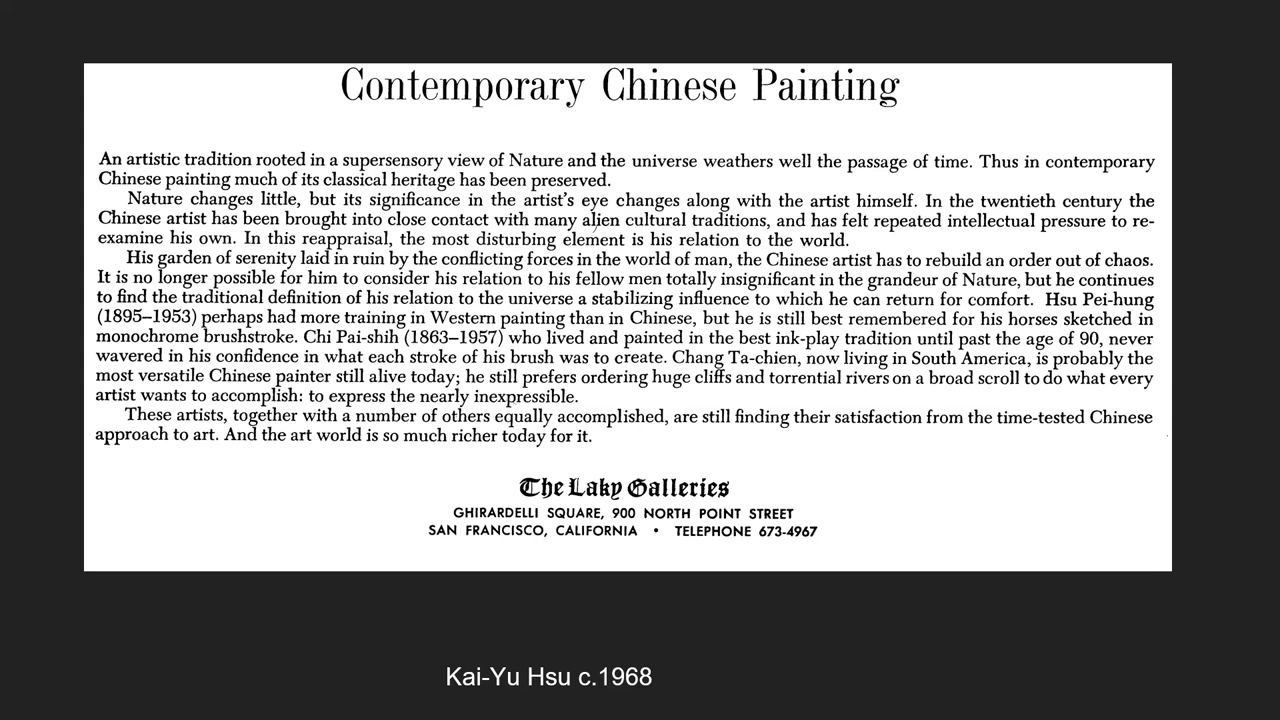 Contemporary Chinese Painting
An artistic tradition rooted in a supersensory view of Nature and the universe weathers well the passage of time. Thus in contemporary
Chinese painting much of its classical heritage has been preserved.
Nature changes little, but its significance in the artist's eye changes along with the artist himself. In the twentieth century the
Chinese artist has been brought into close contact with many alien cultural traditions, and has felt repeated intellectual pressure to re-
examine his own. In this reappraisal, the most disturbing element is his relation to the world.
His garden of serenity laid in ruin by the conflicting forces in the world of man, the Chinese artist has to rebuild an order out of chaos.
It is no longer possible for him to consider his relation to his fellow men totally insignificant in the grandeur of Nature, but he continues
to find the traditional definition of his relation to the universe a stabilizing influence to which he can return for comfort. Hsu Pei-hung
(1895–1953) perhaps had more training in Western painting than in Chinese, but he is still best remembered for his horses sketched in
monochrome brushstroke. Chi Pai-shih (1863–1957) who lived and painted in the best ink-play tradition until past the age of 90, never
wavered in his confidence in what each stroke of his brush was to create. Chang Ta-chien, now living in South America, is probably the
most versatile Chinese painter still alive today; he still prefers ordering huge cliffs and torrential rivers on a broad scroll to do what every
artist wants to accomplish: to express the nearly inexpressible.
These artists, together with a number of others equally accomplished, are still finding their satisfaction from the time-tested Chinese
approach to art. And the art world is so much richer today for it.
The Laky Galleries
GHIRARDELLI SQUARE, 900 NORTH POINT STREET
SAN FRANCISCO, CALIFORNIA • TELEPHONE 673-4967
Kai-Yu Hsu c.1968